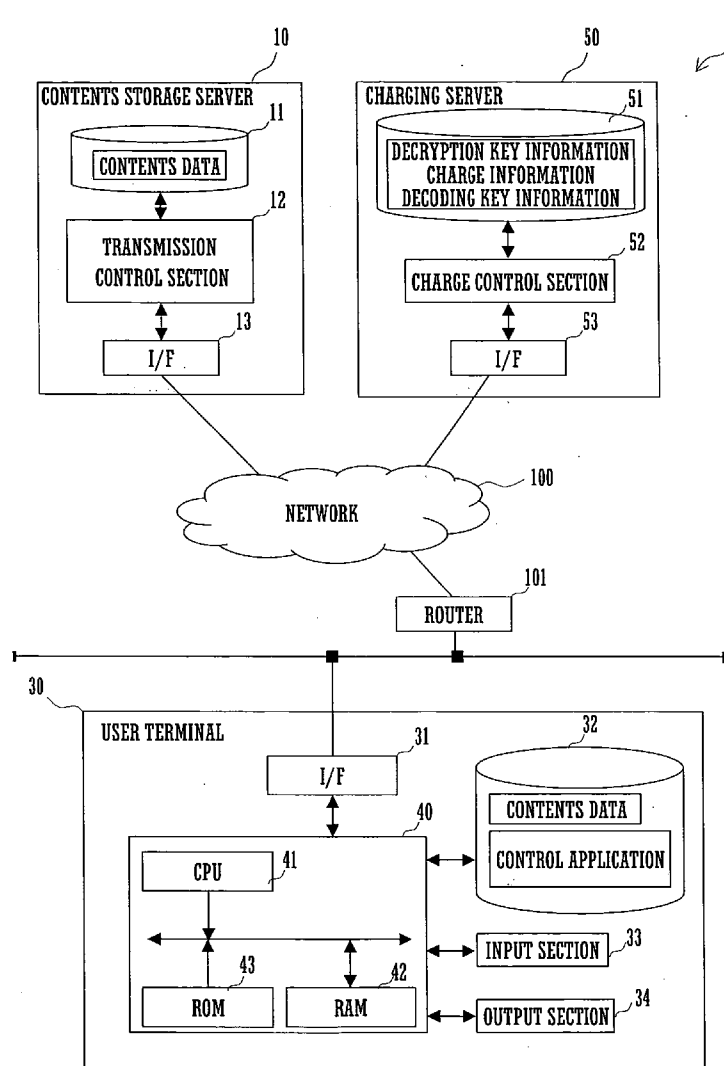 10
50
CONTENTS STORAGE SERVER
11
CONTENTS DATA
12
TRANSMISSION
CONTROL SECTION
13
I/F
CHARGING SERVER
51
DECRYPTION KEY INFORMATION
CHARGE INFORMATION
DECODING KEY INFORMATION
52
CHARGE CONTROL SECTION
53
I/F
100
NETWORK
101
ROUTER
30
USER TERMINAL
31
I/F
32
CONTENTS DATA
CONTROL APPLICATION
40
CPU
41
INPUT SECTION
33
43
ROM
42
RAM
OUTPUT SECTION
34